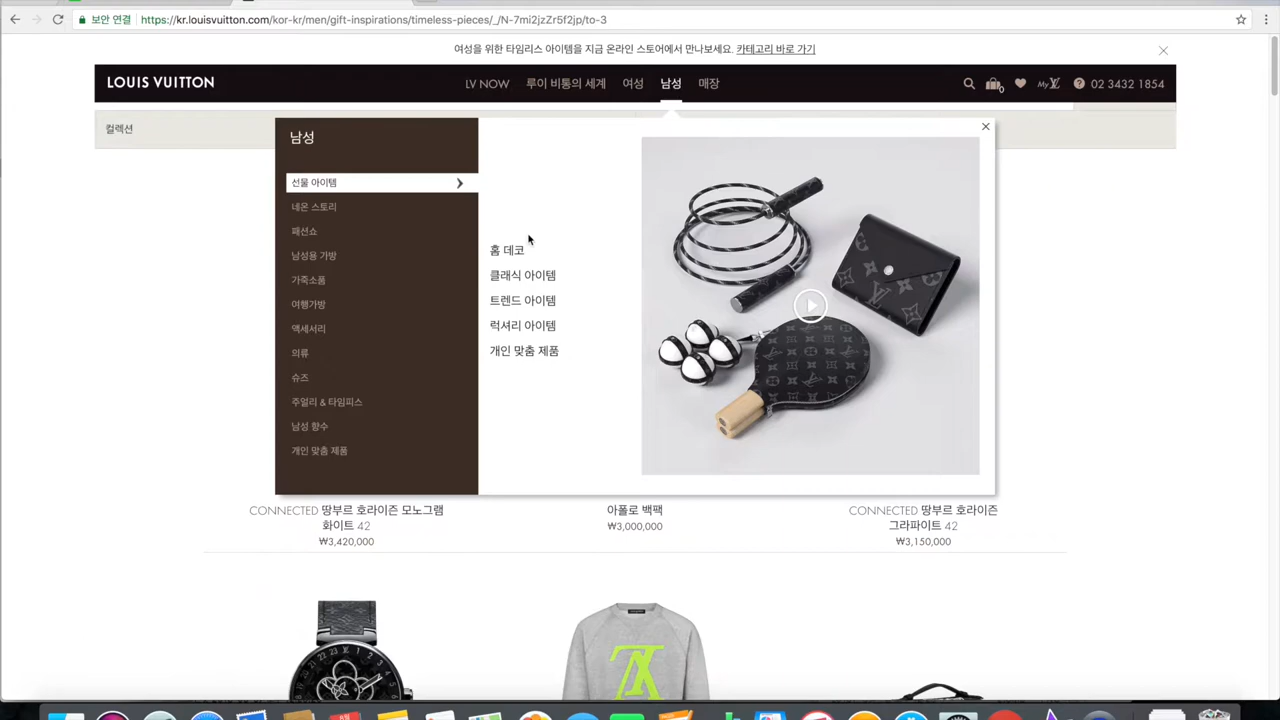 보안 연결
https://kr.louisvuitton.com/kor-kr/men/gift-inspirations/timeless-pieces/_/N-7mi2jzZr5f2jp/to-3
여성을 위한 타임리스 아이템을 지금 온라인 스토어에서 만나보세요. 카테고리 바로 가기
LOUIS VUITTON
LV NOW 루이 비통의 세계 여성 남성 매장
0 My LV 02 3432 1854
컬렉션
남성
선물 아이템
네온 스토리
패션쇼
남성용 가방
가죽소품
여행가방
액세서리
의류
슈즈
주얼리 & 타임피스
남성 향수
개인 맞춤 제품
홈 데코
클래식 아이템
트렌드 아이템
럭셔리 아이템
개인 맞춤 제품
CONNECTED 땅부르 호라이즌 모노그램
화이트 42
₩3,420,000
아폴로 백팩
₩3,000,000
CONNECTED 땅부르 호라이즌
그라파이트 42
₩3,150,000